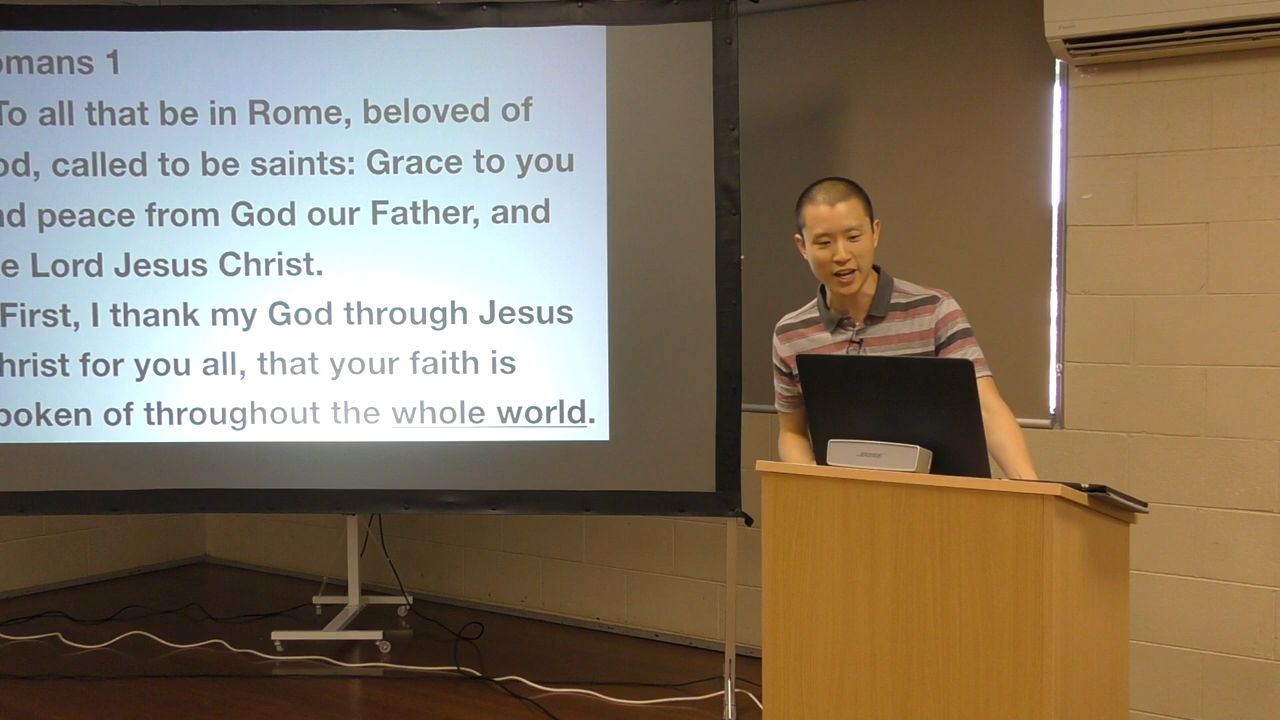 omans 1
To all that be in Rome, beloved of
od, called to be saints: Grace to you
nd peace from God our Father, and
e Lord Jesus Christ.
First, I thank my God through Jesus
hrist for you all, that your faith is
poken of throughout the whole world.
BOSE